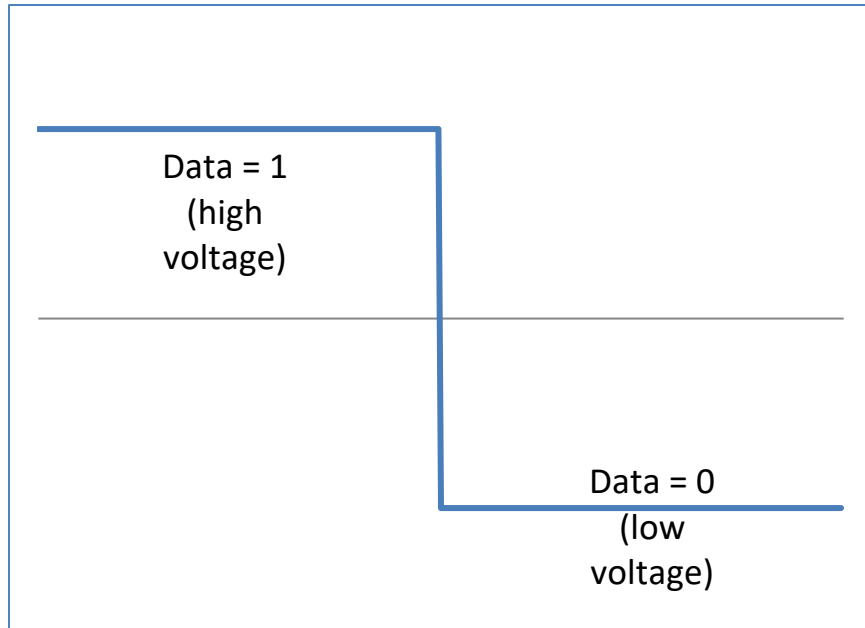 Data = 1
(high
voltage)
Data = 0
(low
voltage)